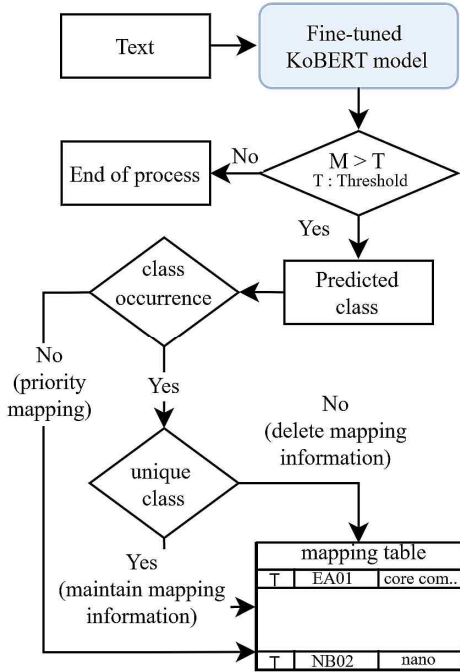 Text
Fine-tuned
KoBERT model
No
M > T
T : Threshold
End of process
Yes
Predicted
class
class
occurrence
No
(priority
mapping)
Yes
No
(delete mapping
information)
unique
class
Yes
(maintain mapping
information)
mapping table
T EA01 core com..
T NB02 nano